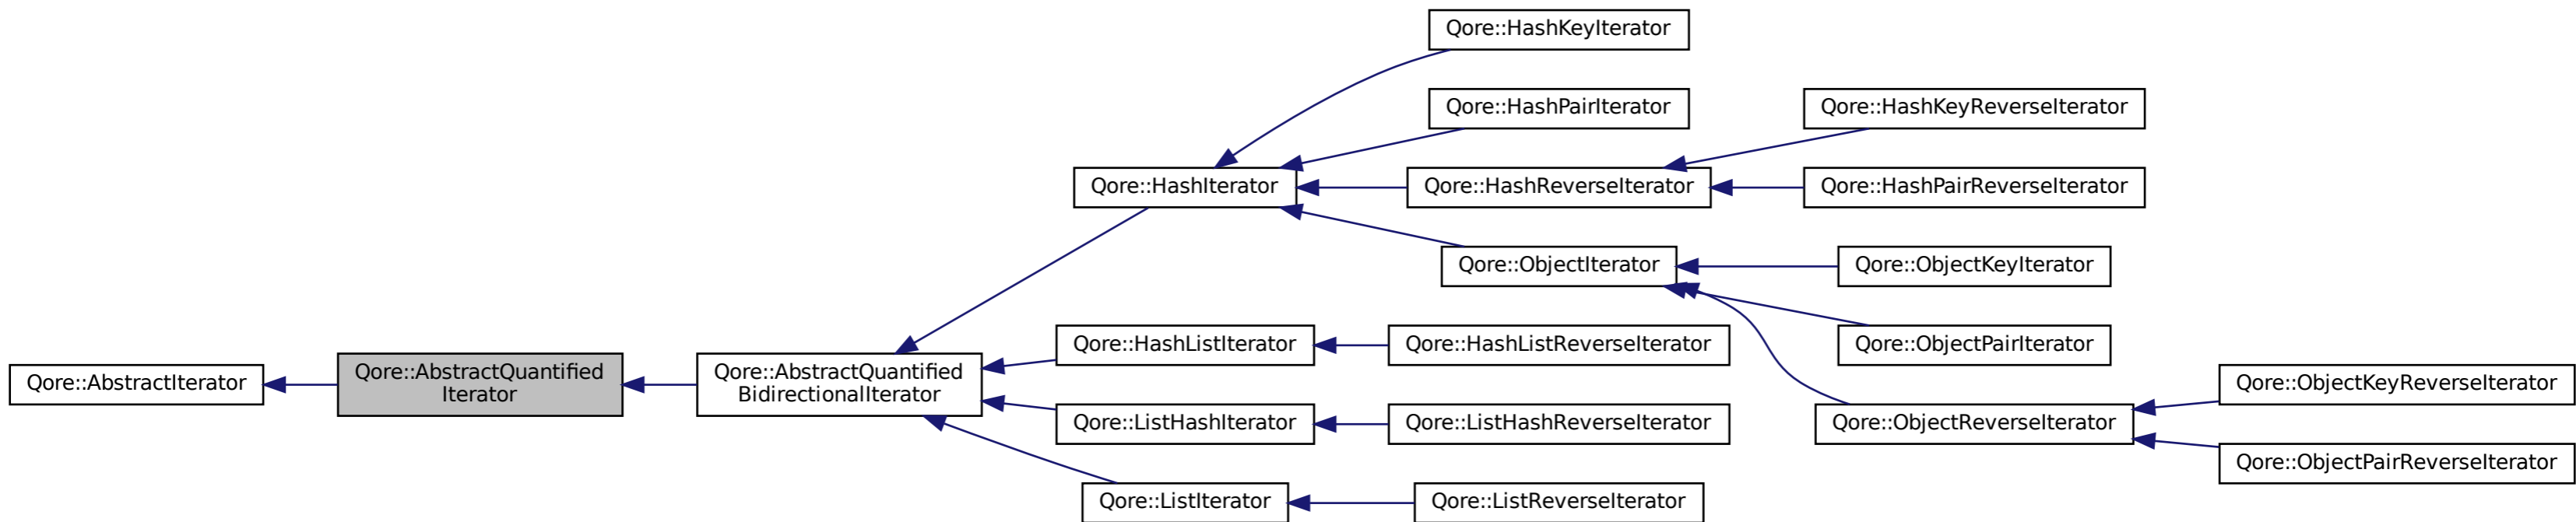 Qore::HashKeyIterator
Qore::HashPairIterator
Qore::HashKeyReverseIterator
Qore::HashIterator
Qore::HashReverseIterator
Qore::HashPairReverseIterator
Qore::ObjectIterator
Qore::ObjectKeyIterator
Qore::HashListIterator
Qore::HashListReverseIterator
Qore::ObjectPairIterator
Qore::AbstractIterator
Qore::AbstractQuantified
Iterator
Qore::AbstractQuantified
BidirectionalIterator
Qore::ObjectKeyReverseIterator
Qore::ListHashIterator
Qore::ListHashReverseIterator
Qore::ObjectReverseIterator
Qore::ObjectPairReverseIterator
Qore::ListIterator
Qore::ListReverseIterator